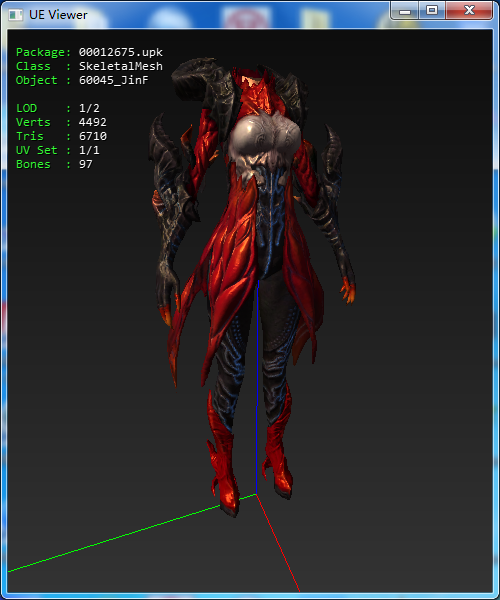 UE Viewer
Package: 00012675.upk
Class : SkeletalMesh
Object : 60045_JinF
LOD : 1/2
Verts : 4492
Tris : 6710
UV Set : 1/1
Bones : 97